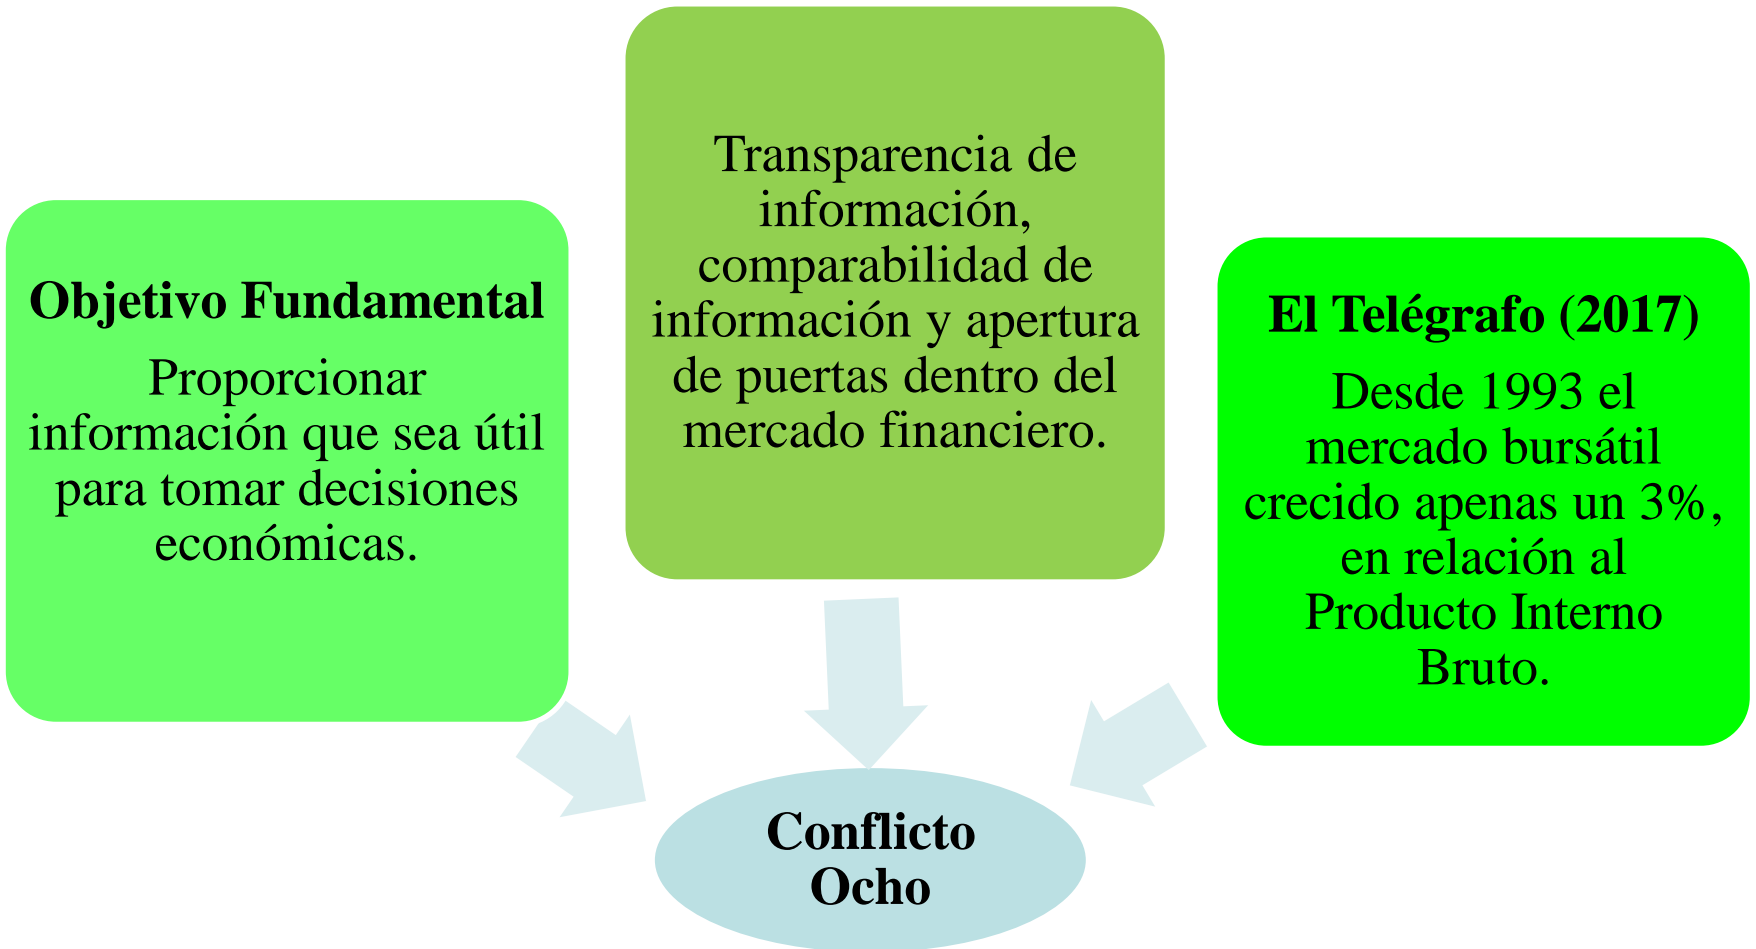 Objetivo Fundamental
Proporcionar
información que sea útil
para tomar decisiones
económicas.
Transparencia de
información,
comparabilidad de
información y apertura
de puertas dentro del
mercado financiero.
El Telégrafo (2017)
Desde 1993 el
mercado bursátil
crecido apenas un 3%,
en relación al
Producto Interno
Bruto.
Conflicto
Ocho